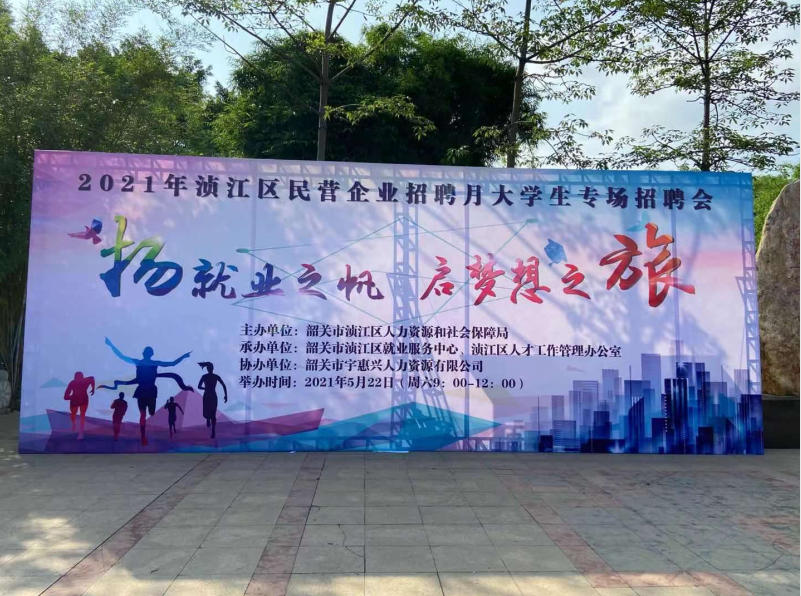 2021年浈江区民营企业招聘月大学生专场招聘会
扬就业之帆 启梦想之旅
主办单位：韶关市浈江区人力资源和社会保障局
承办单位：韶关市浈江区就业服务中心、浈江区人才工作管理办公室
协办单位：韶关市宇惠兴人力资源有限公司
举办时间：2021年5月22日（周六9：00-12：00）